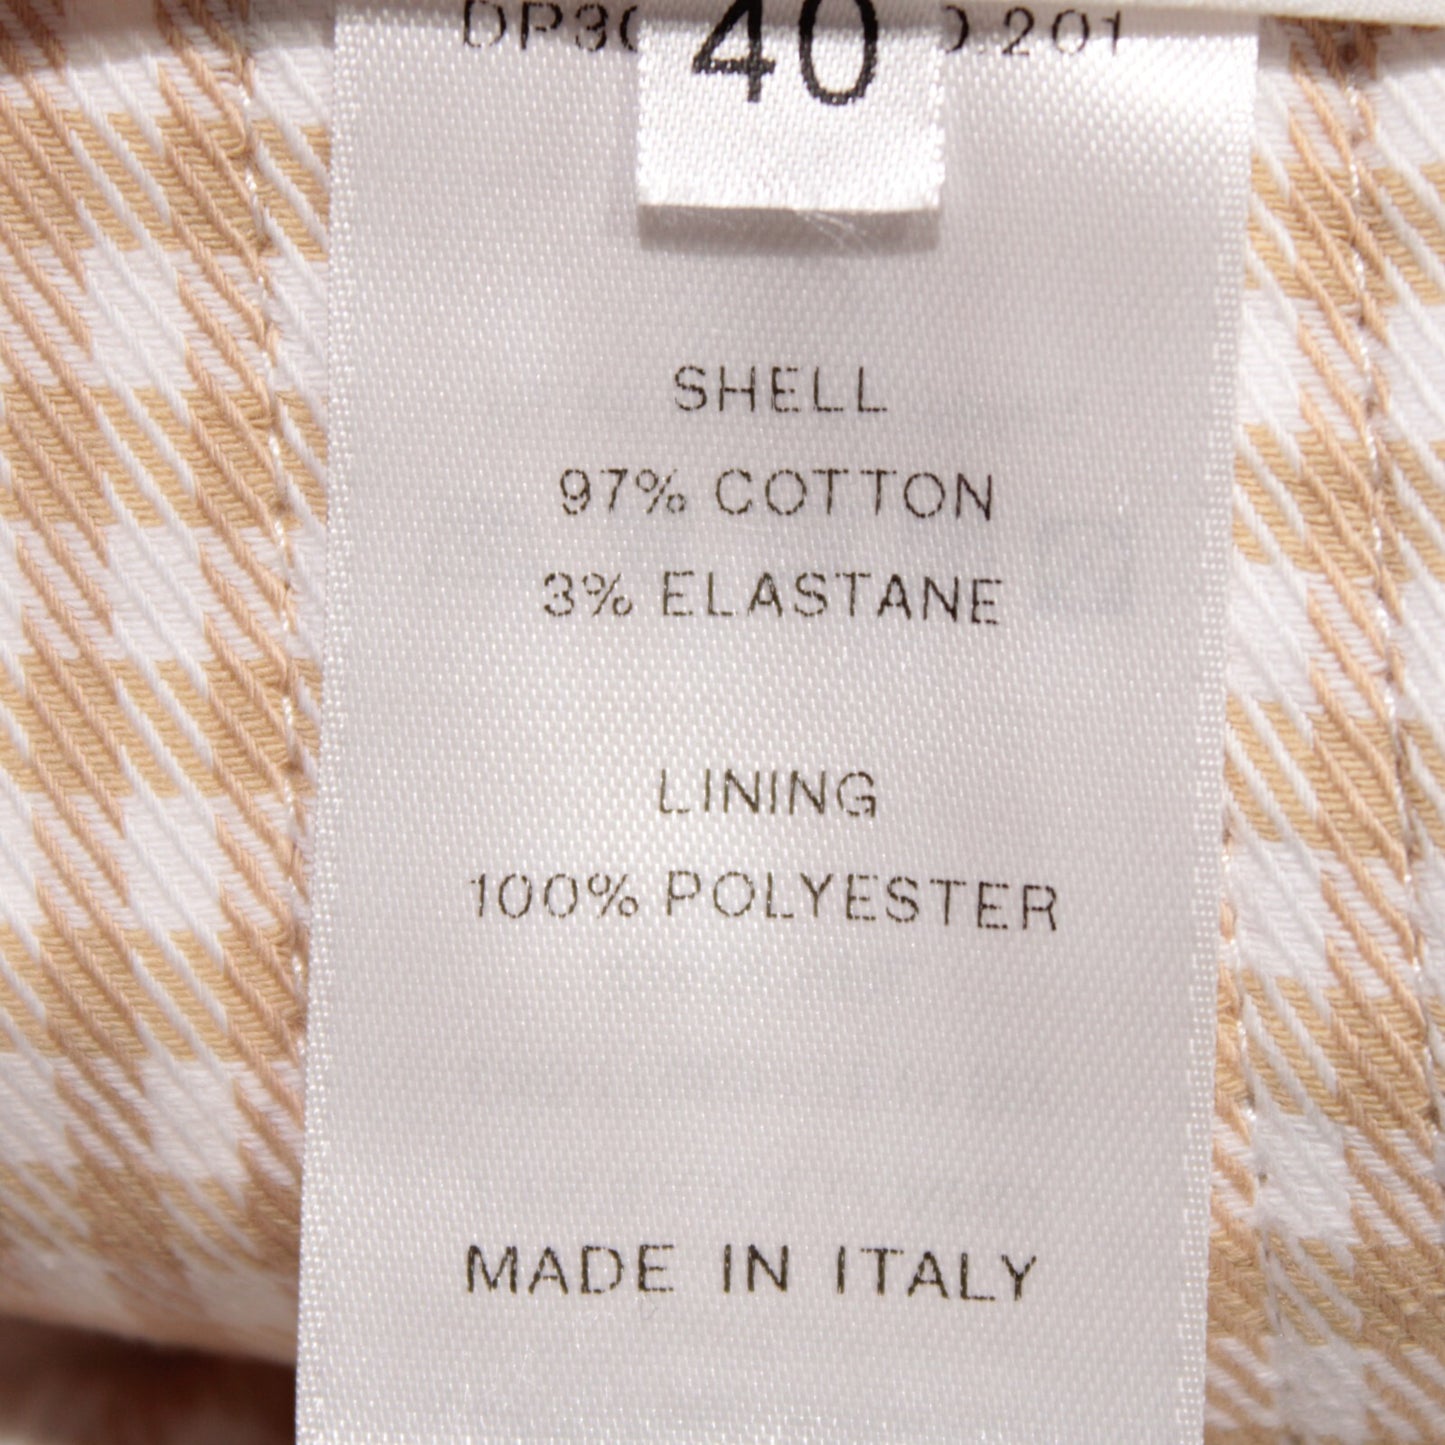 40
SHELL
97% COTTON
3% ELASTANE
LINING
100% POLYESTER
MADE IN ITALY